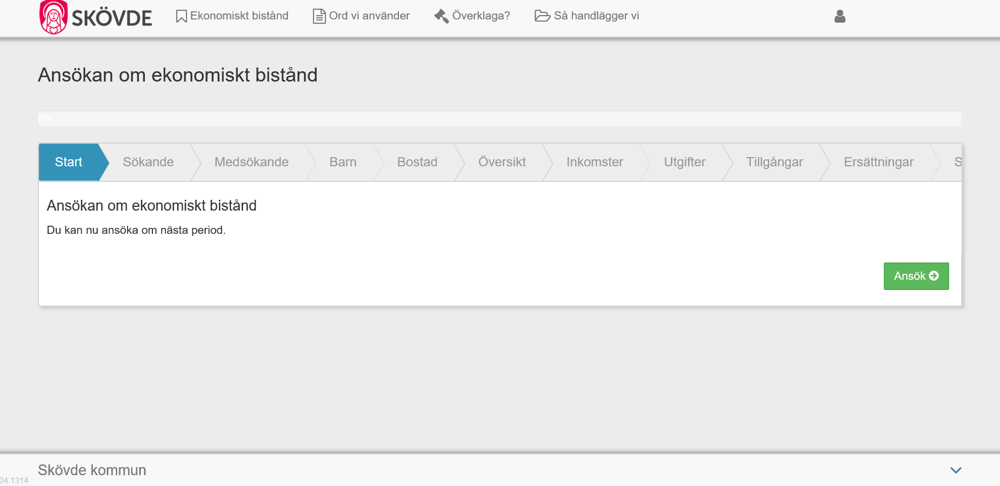 SKÖVDE
Ekonomiskt bistånd
Ord vi använder
Överklaga?
Så handlägger vi
Ansökan om ekonomiskt bistånd
0%
Start
Sökande
Medsökande
Barn
Bostad
Översikt
Inkomster
Utgifter
Tillgångar
Ersättningar
S
Ansökan om ekonomiskt bistånd
Du kan nu ansöka om nästa period.
Ansök
Skövde kommun
04.1314